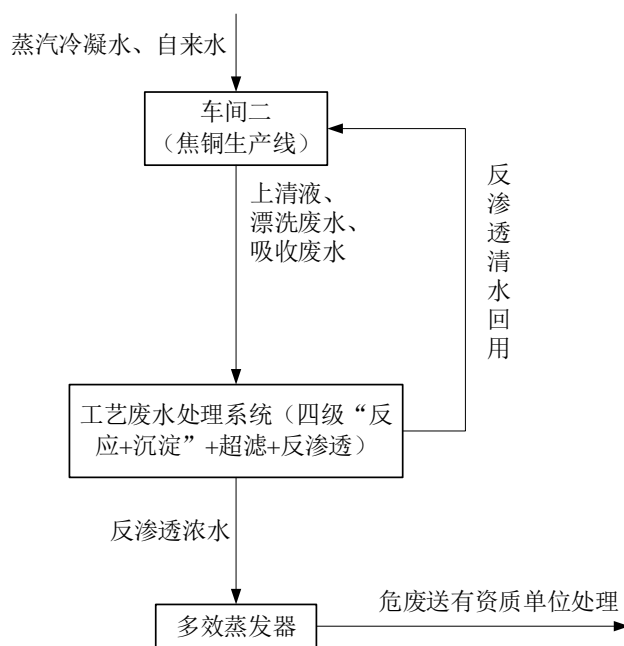 蒸汽冷凝水、自来水
车间二
（焦铜生产线）
上清液、
漂洗废水、
吸收废水
反渗透清水回用
工艺废水处理系统（四级“反
应+沉淀”+超滤+反渗透）
反渗透浓水
危废送有资质单位处理
多效蒸发器